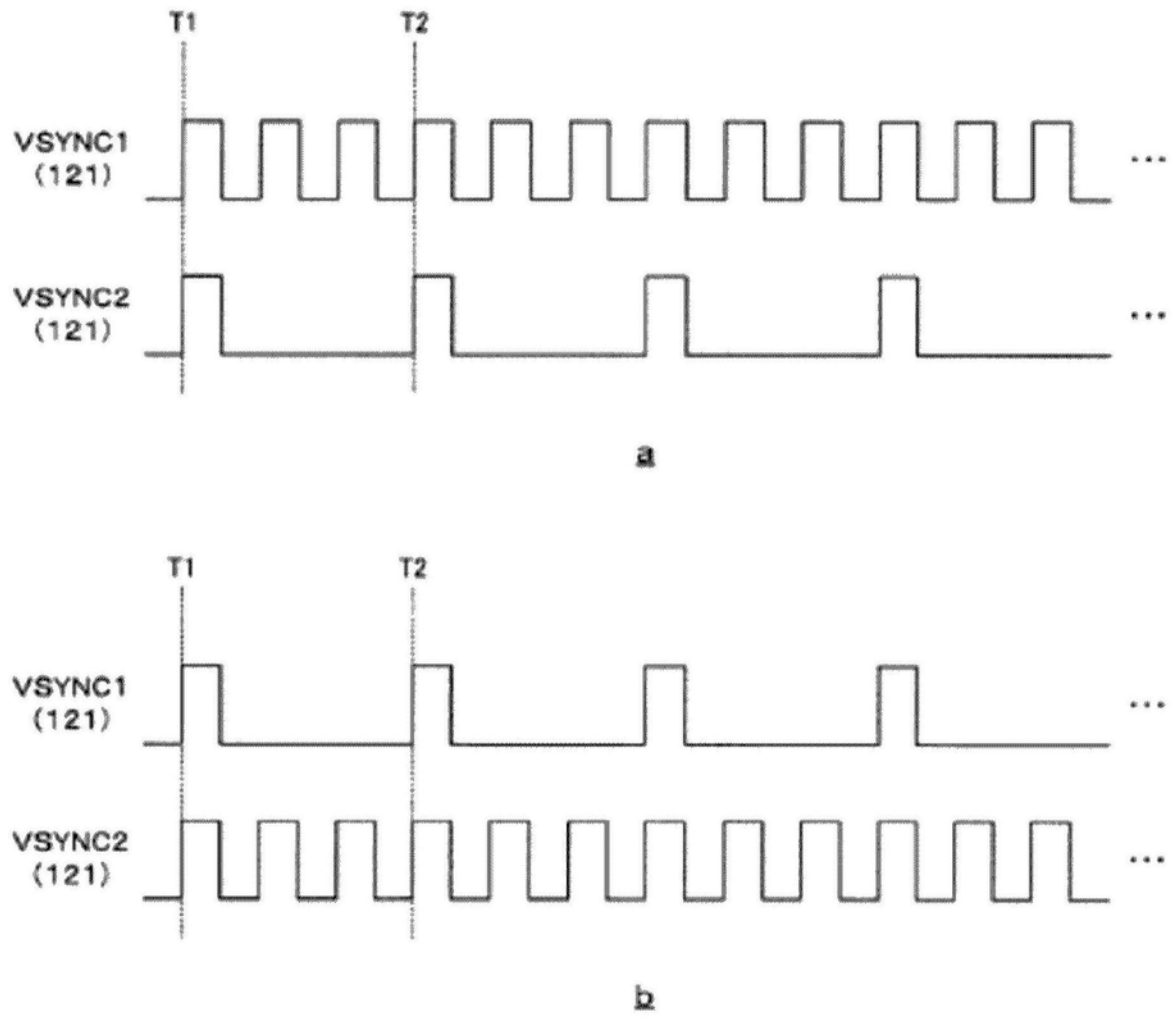 T1 T2
VSYNC1
(121)
...
VSYNC2
(121)
...
a
T1 T2
VSYNC1
(121)
...
VSYNC2
(121)
...
b